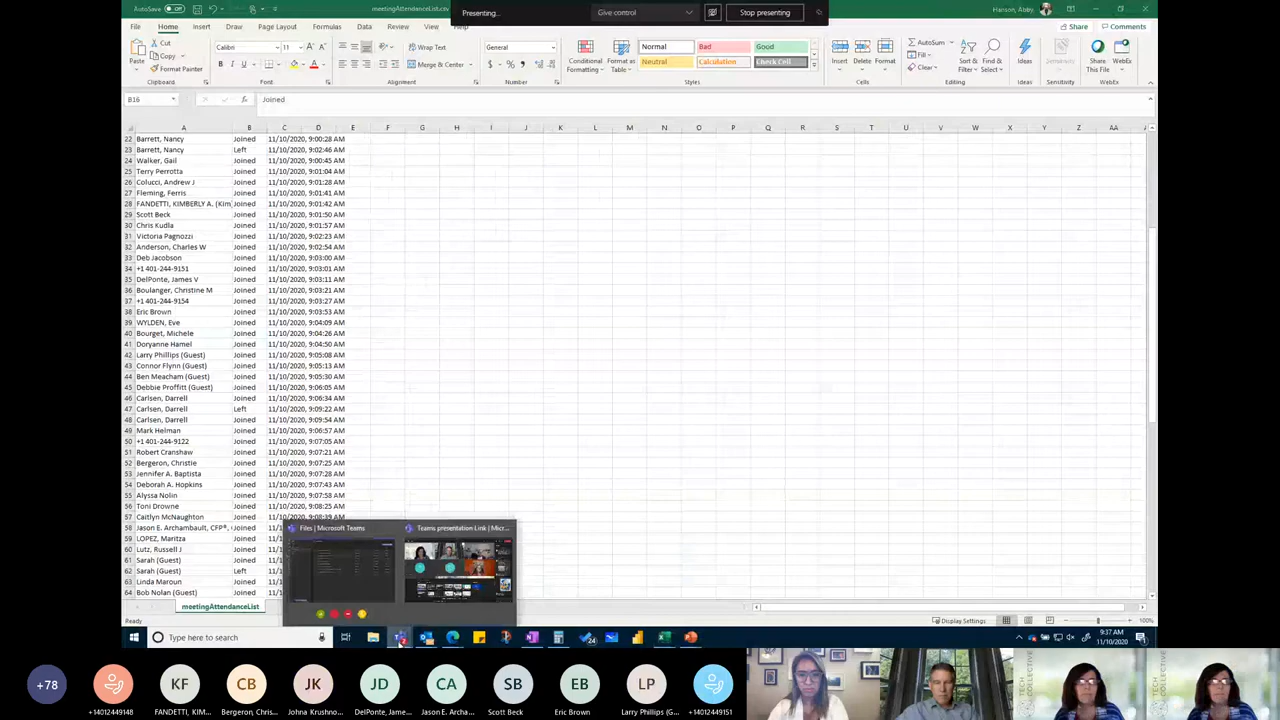 AutoSave Off
meetingAttendanceList.csv
Presenting...
Give control
Stop presenting
Hairson, Abby
File Home Insert Draw Page Layout Formulas Data Review View Help
Share Comments
Cut
Copy
Format Painter
Paste
Clipboard
Calibri 11
Font
Wrap Text
Merge & Center
Alignment
General
Number
Conditional Formatting
Format as Table
Normal Bad Good
Neutral Calculation Check Cell
Styles
Insert Delete Format
Cells
AutoSum
Fill
Clear
Sort & Filter
Find & Select
Editing
Ideas
Ideas
Sensitivity
Sensitivity
Share This File
WebEx
WebEx
B16 fx Joined
A B C D E F G H I J K L M N O P Q R S T U V W X Y Z AA
22 Barrett, Nancy Joined 11/10/2020, 9:00:28 AM
23 Barrett, Nancy Left 11/10/2020, 9:02:46 AM
24 Walker, Gail Joined 11/10/2020, 9:00:45 AM
25 Terry Perrotta Joined 11/10/2020, 9:01:04 AM
26 Colucci, Andrew J Joined 11/10/2020, 9:01:28 AM
27 Fleming, Ferris Joined 11/10/2020, 9:01:41 AM
28 FANDETTI, KIMBERLY A. (Kim Joined 11/10/2020, 9:01:42 AM
29 Scott Beck Joined 11/10/2020, 9:01:50 AM
30 Chris Kudla Joined 11/10/2020, 9:01:57 AM
31 Victoria Pagnozzi Joined 11/10/2020, 9:02:23 AM
32 Anderson, Charles W Joined 11/10/2020, 9:02:54 AM
33 Deb Jacobson Joined 11/10/2020, 9:03:00 AM
34 +1 401-244-9151 Joined 11/10/2020, 9:03:01 AM
35 DelPonte, James V Joined 11/10/2020, 9:03:11 AM
36 Boulanger, Christine M Joined 11/10/2020, 9:03:21 AM
37 +1 401-244-9154 Joined 11/10/2020, 9:03:27 AM
38 Eric Brown Joined 11/10/2020, 9:03:53 AM
39 WYLDEN, Eve Joined 11/10/2020, 9:04:09 AM
40 Bourget, Michele Joined 11/10/2020, 9:04:26 AM
41 Doryanne Hamel Joined 11/10/2020, 9:04:50 AM
42 Larry Phillips (Guest) Joined 11/10/2020, 9:05:08 AM
43 Connor Flynn (Guest) Joined 11/10/2020, 9:05:13 AM
44 Ben Meacham (Guest) Joined 11/10/2020, 9:05:30 AM
45 Debbie Proffitt (Guest) Joined 11/10/2020, 9:06:05 AM
46 Carlsen, Darrell Joined 11/10/2020, 9:06:34 AM
47 Carlsen, Darrell Left 11/10/2020, 9:09:22 AM
48 Carlsen, Darrell Joined 11/10/2020, 9:09:54 AM
49 Mark Helman Joined 11/10/2020, 9:06:57 AM
50 +1 401-244-9122 Joined 11/10/2020, 9:07:05 AM
51 Robert Cranshaw Joined 11/10/2020, 9:07:21 AM
52 Bergeron, Christie Joined 11/10/2020, 9:07:25 AM
53 Jennifer A. Baptista Joined 11/10/2020, 9:07:28 AM
54 Deborah A. Hopkins Joined 11/10/2020, 9:07:43 AM
55 Alyssa Nolin Joined 11/10/2020, 9:07:58 AM
56 Toni Drowne Joined 11/10/2020, 9:08:25 AM
57 Caitlyn McNaughton Joined 11/10/2020, 9:08:39 AM
58 Jason E. Archambault, CFP®, Joined
59 LOPEZ, Maritza Joined
60 Lutz, Russell J Joined
61 Sarah (Guest) Joined
62 Sarah (Guest) Left
63 Linda Maroun Joined
64 Bob Nolan (Guest) Joined
Files | Microsoft Teams
Teams presentation Link | Micr...
meetingAttendanceList
Ready
Display Settings
100%
Type here to search
24
9:37 AM
11/10/2020
+78 KF CB JK JD CA SB EB LP
+14012449148 FANDETTI, KIM... Bergeron, Chris... Johna Krushno... DelPonte, Jame... Jason E. Archa... Scott Beck Eric Brown Larry Phillips (Guest) +14012449151
TECH COLLECTIVE
TECH COLLECTIVE